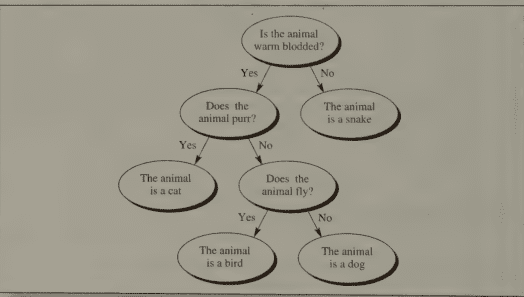 Is the animal
warm blodded?
Yes
No
Does the
animal purr?
The animal
is a snake
Yes
No
The animal
is a cat
Does the
animal fly?
Yes
No
The animal
is a bird
The animal
is a dog